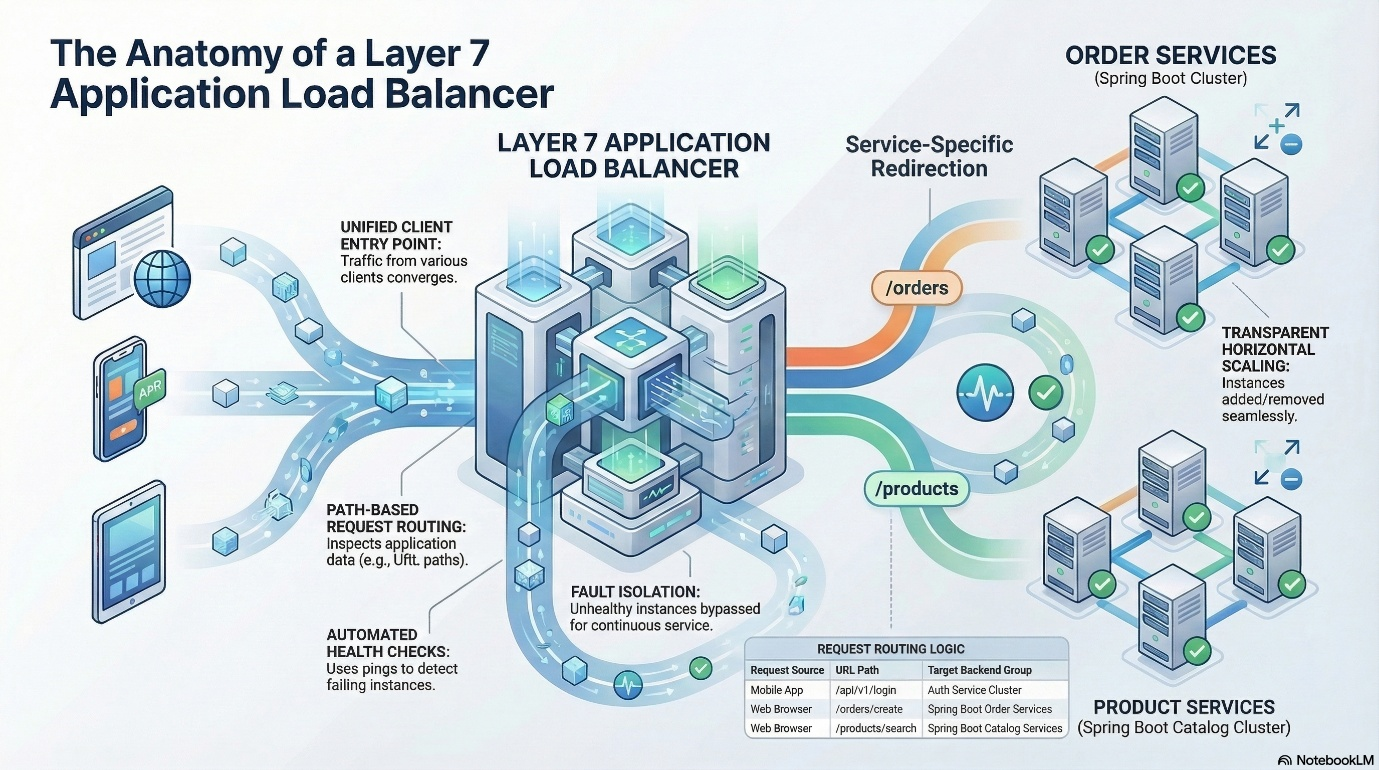 The Anatomy of a Layer 7
Application Load Balancer
LAYER 7 APPLICATION
LOAD BALANCER
UNIFIED CLIENT
ENTRY POINT:
Traffic from various
clients converges.
APR
PATH-BASED
REQUEST ROUTING:
Inspects application
data (e.g., Uftt. paths).
AUTOMATED
HEALTH CHECKS:
Uses pings to detect
failing instances.
FAULT ISOLATION:
Unhealthy instances bypassed
for continuous service.
Service-Specific
Redirection
/orders
/products
ORDER SERVICES
(Spring Boot Cluster)
TRANSPARENT
HORIZONTAL
SCALING:
Instances
added/removed
seamlessly.
REQUEST ROUTING LOGIC
Request Source URL Path Target Backend Group
Mobile App /api/v1/login Auth Service Cluster
Web Browser /orders/create Spring Boot Order Services
Web Browser /products/search Spring Boot Catalog Services
PRODUCT SERVICES
(Spring Boot Catalog Cluster)
NotebookLM